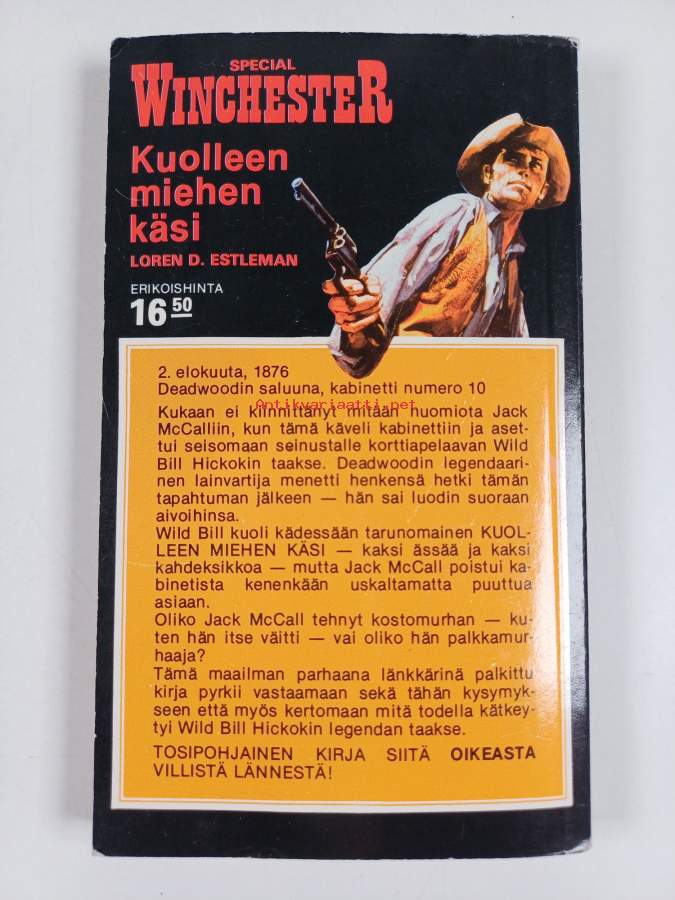 SPECIAL
WINCHESTER
Kuolleen
miehen
käsi
LOREN D. ESTLEMAN
ERIKOISHINTA
16 50
2. elokuuta, 1876
Deadwoodin saluuna, kabinetti numero 10
Antikvariaatti.net
Kukaan ei kiinnittänyt mitään huomiota Jack
McCalliin, kun tämä käveli kabinettiin ja aset-
tui seisomaan seinustalle korttiapelaavan Wild
Bill Hickokin taakse. Deadwoodin legendaari-
nen lainvartija menetti henkensä hetki tämän
tapahtuman jälkeen — hän sai luodin suoraan
aivoihinsa.
Wild Bill kuoli kädessään tarunomainen KUOL-
LEEN MIEHEN KÄSI — kaksi ässää ja kaksi
kahdeksikkoa — mutta Jack McCall poistui ka-
binetista kenenkään uskaltamatta puuttua
asiaan.
Oliko Jack McCall tehnyt kostomurhan — ku-
ten hän itse väitti — vai oliko hän palkkamur-
haaja?
Tämä maailman parhaana länkkärinä palkittu
kirja pyrkii vastaamaan sekä tähän kysymyk-
seen että myös kertomaan mitä todella kätkey-
tyi Wild Bill Hickokin legendan taakse.
TOSIPOHJAINEN KIRJA SIITÄ OIKEASTA
VILLISTÄ LÄNNESTÄ!